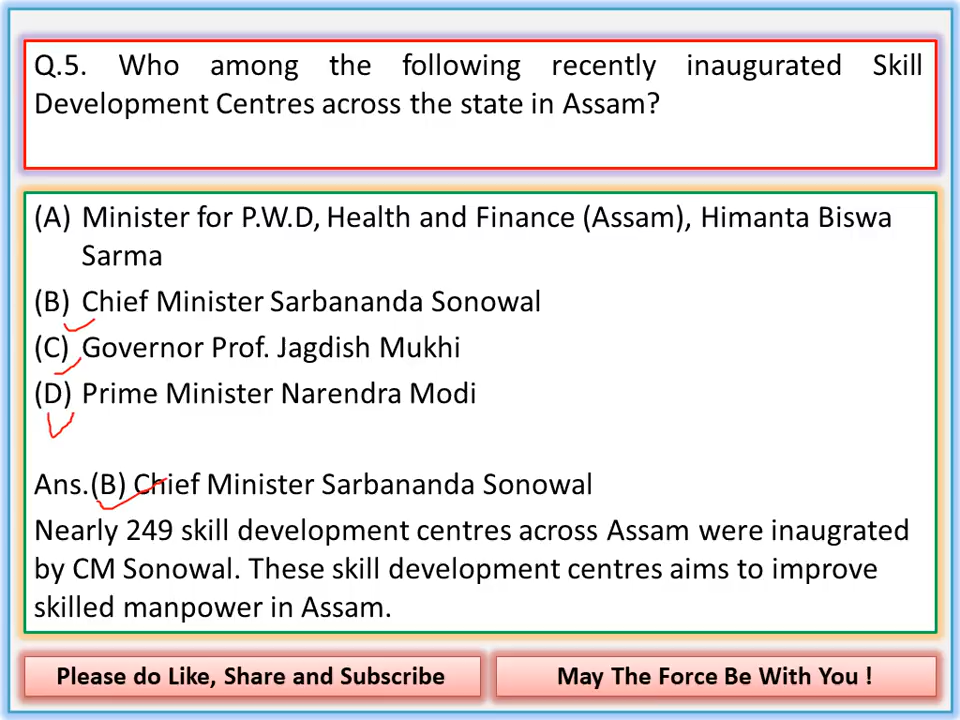 Q.5. Who among the following recently inaugurated Skill
Development Centres across the state in Assam?
(A) Minister for P.W.D, Health and Finance (Assam), Himanta Biswa
Sarma
(B) Chief Minister Sarbananda Sonowal
(C) Governor Prof. Jagdish Mukhi
(D) Prime Minister Narendra Modi
Ans.(B) Chief Minister Sarbananda Sonowal
Nearly 249 skill development centres across Assam were inaugrated
by CM Sonowal. These skill development centres aims to improve
skilled manpower in Assam.
Please do Like, Share and Subscribe
May The Force Be With You !